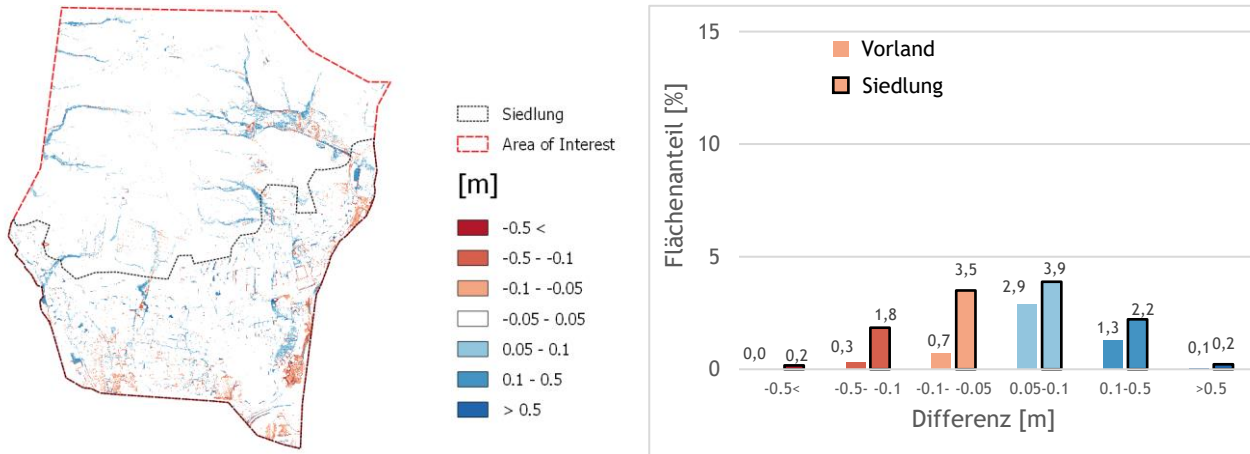 Siedlung
Area of Interest
[m]
-0.5 <
-0.5 - -0.1
-0.1 - -0.05
-0.05 - 0.05
0.05 - 0.1
0.1 - 0.5
> 0.5
Flächenanteil [%]
15
10
5
0
Vorland
Siedlung
0,0
0,2
0,3
1,8
0,7
3,5
2,9
3,9
1,3
2,2
0,1
0,2
-0.5<
-0.5- -0.1
-0.1- -0.05
0.05-0.1
0.1-0.5
>0.5
Differenz [m]